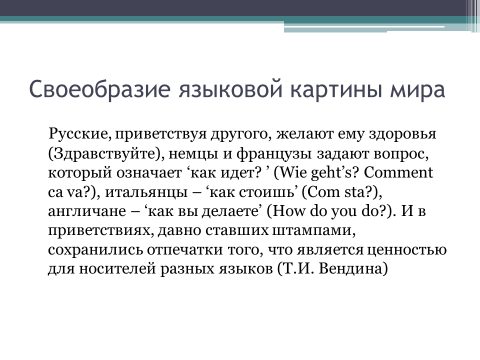 Своеобразие языковой картины мира
Русские, приветствуя другого, желают ему здоровья
(Здравствуйте), немцы и французы задают вопрос,
который означает ‘как идет? ’ (Wie geht’s? Comment
ca va?), итальянцы – ‘как стоишь’ (Com sta?),
англичане – ‘как вы делаете’ (How do you do?). И в
приветствиях, давно ставших штампами,
сохранились отпечатки того, что является ценностью
для носителей разных языков (Т.И. Вендина)